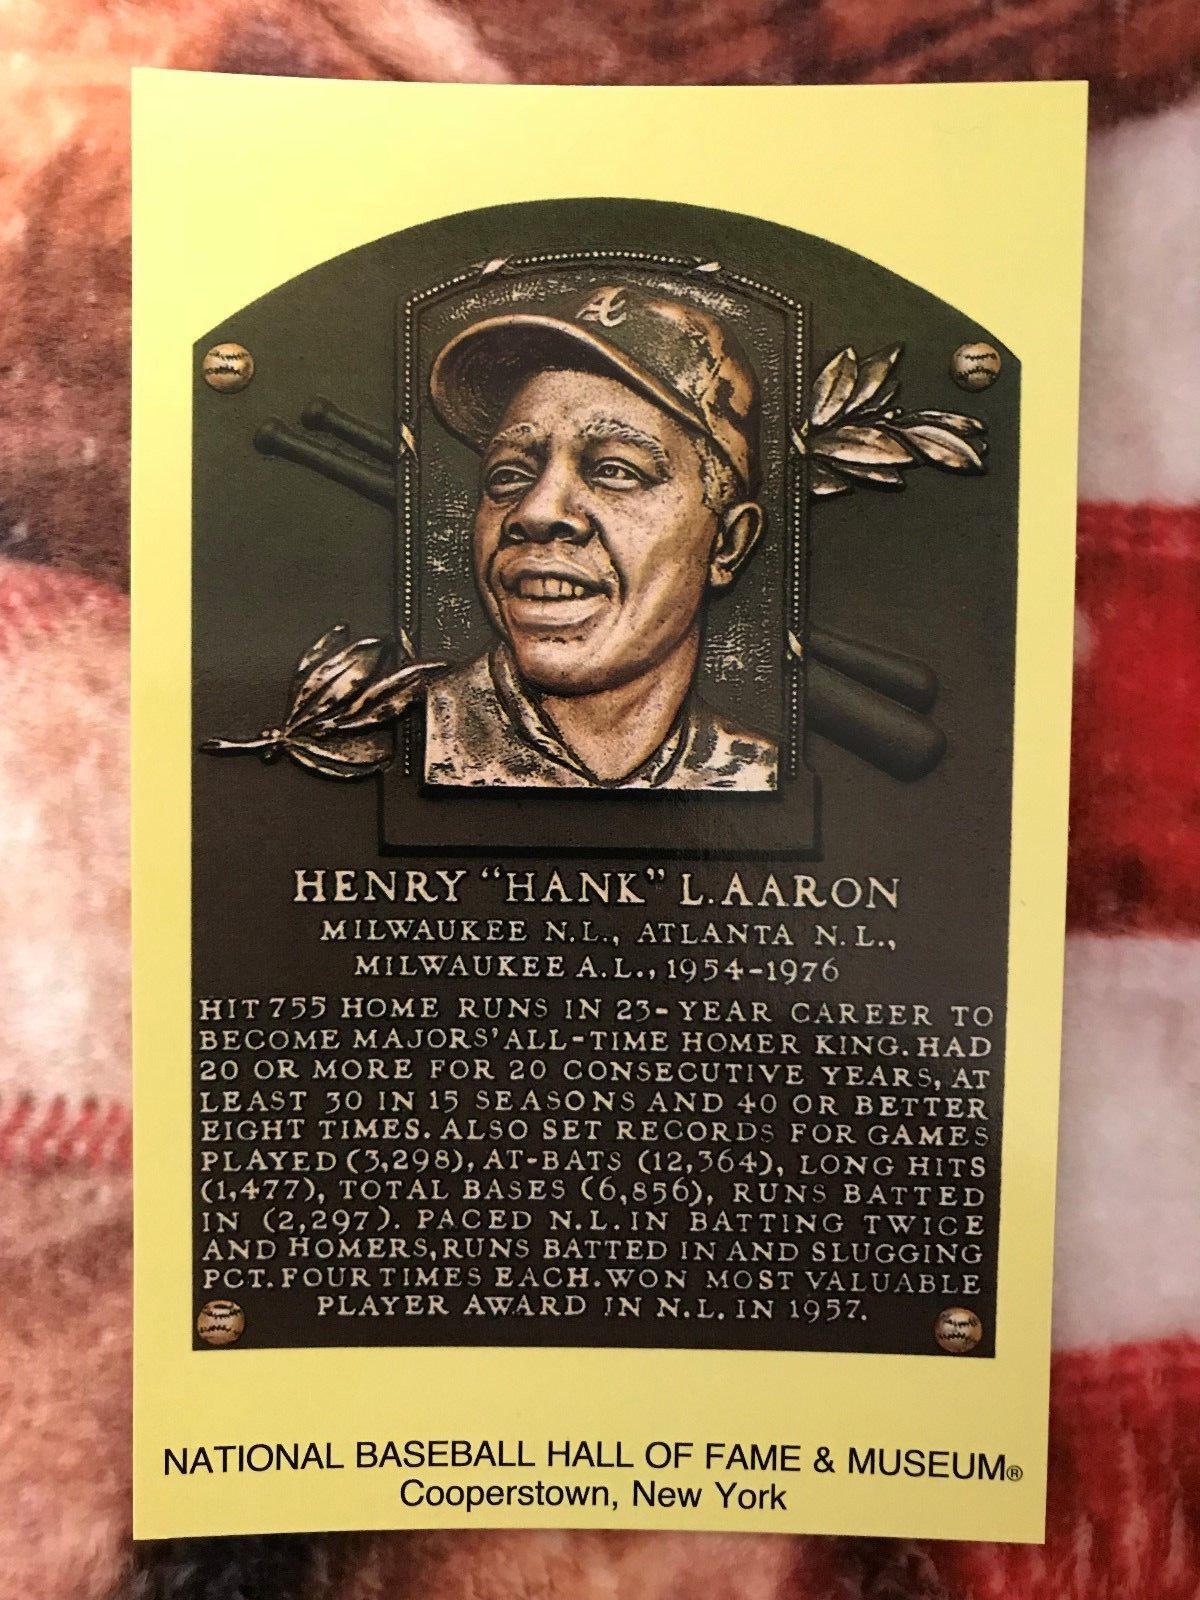 HENRY “HANK” L. AARON
MILWAUKEE N.L., ATLANTA N.L.,
MILWAUKEE A.L., 1954-1976
HIT 755 HOME RUNS IN 23-YEAR CAREER TO
BECOME MAJORS' ALL-TIME HOMER KING. HAD
20 OR MORE FOR 20 CONSECUTIVE YEARS, AT
LEAST 30 IN 15 SEASONS AND 40 OR BETTER
EIGHT TIMES. ALSO SET RECORDS FOR GAMES
PLAYED (3,298), AT-BATS (12,364), LONG HITS
(1,477), TOTAL BASES (6,856), RUNS BATTED
IN (2,297). PACED N.L. IN BATTING TWICE
AND HOMERS, RUNS BATTED IN AND SLUGGING
PCT. FOUR TIMES EACH. WON MOST VALUABLE
PLAYER AWARD IN N.L. IN 1957.
NATIONAL BASEBALL HALL OF FAME & MUSEUM®
Cooperstown, New York